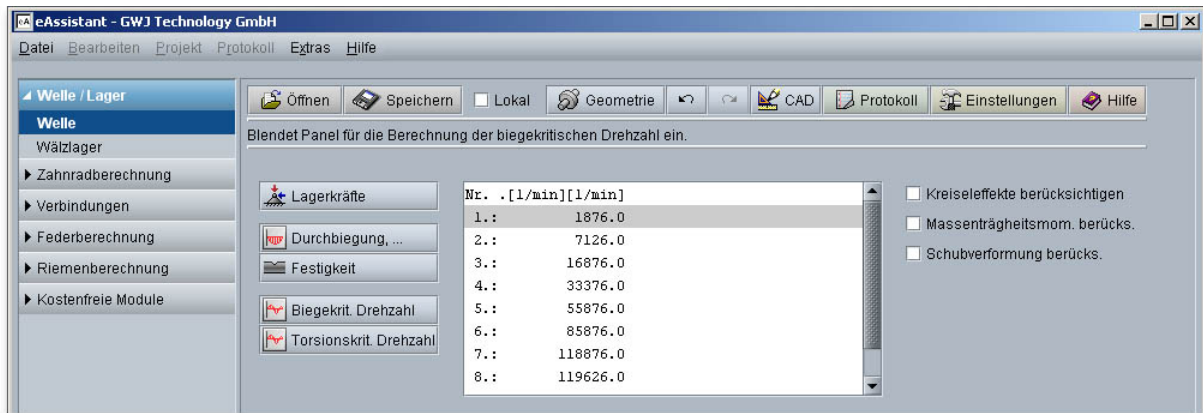 eAssistant - GWJ Technology GmbH
Datei Bearbeiten Projekt Protokoll Extras Hilfe
Welle / Lager
Welle
Wälzlager
Zahnradberechnung
Verbindungen
Federberechnung
Riemenberechnung
Kostenfreie Module
Öffnen Speichern Lokal Geometrie CAD Protokoll Einstellungen Hilfe
Blendet Panel für die Berechnung der biegekritischen Drehzahl ein.
Lagerkräfte
Durchbiegung, ...
Festigkeit
Biegekrit. Drehzahl
Torsionskrit. Drehzahl
Nr. .[1/min][1/min]
1.: 1876.0
2.: 7126.0
3.: 16876.0
4.: 33376.0
5.: 55876.0
6.: 85876.0
7.: 118876.0
8.: 119626.0
Kreiseleffekte berücksichtigen
Massenträgheitsmom. berücks.
Schubverformung berücks.